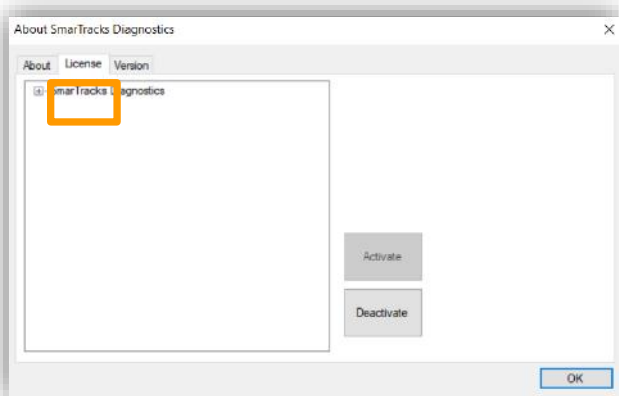 About SmarTracks Diagnostics
About License Version
SmarTracks Diagnostics
Activate
Deactivate
OK